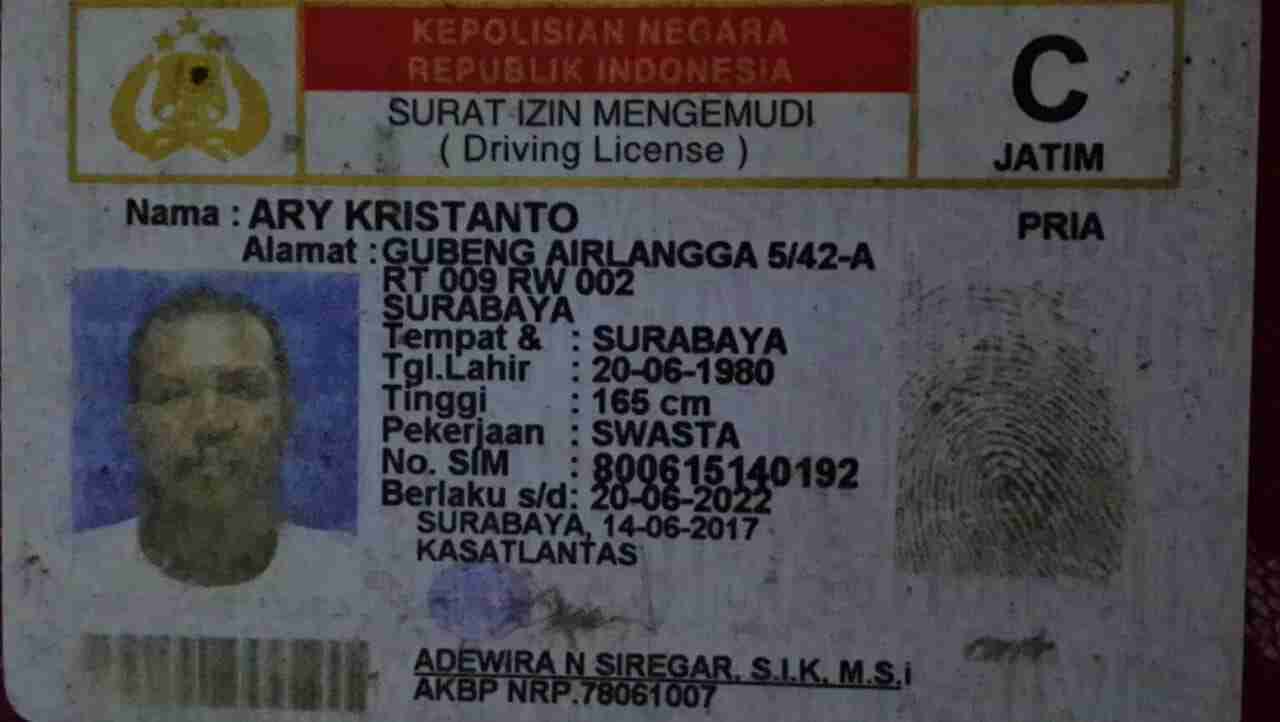 KEPOLISIAN NEGARA
REPUBLIK INDONESIA
SURAT IZIN MENGEMUDI
( Driving License )
C
JATIM
Nama : ARY KRISTANTO
PRIA
Alamat : GUBENG AIRLANGGA 5/42-A
RT 009 RW 002
SURABAYA
Tempat & : SURABAYA
Tgl.Lahir : 20-06-1980
Tinggi : 165 cm
Pekerjaan : SWASTA
No. SIM : 800615140192
Berlaku s/d: 20-06-2022
SURABAYA, 14-06-2017
KASATLANTAS
ADEWIRA N SIREGAR, S.I.K, M.S.i
AKBP NRP.78061007